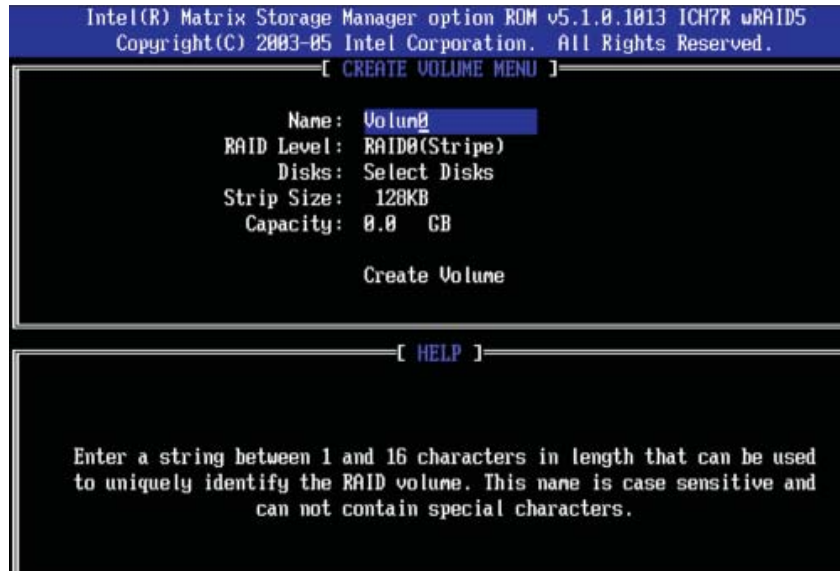 Intel(R) Matrix Storage Manager option ROM v5.1.0.1013 ICH7R wRAID5
Copyright(C) 2003-05 Intel Corporation. All Rights Reserved.
[ CREATE VOLUME MENU ]
Name: Volum0
RAID Level: RAID0(Stripe)
Disks: Select Disks
Strip Size: 128KB
Capacity: 0.0 GB
Create Volume
[ HELP ]
Enter a string between 1 and 16 characters in length that can be used
to uniquely identify the RAID volume. This name is case sensitive and
can not contain special characters.